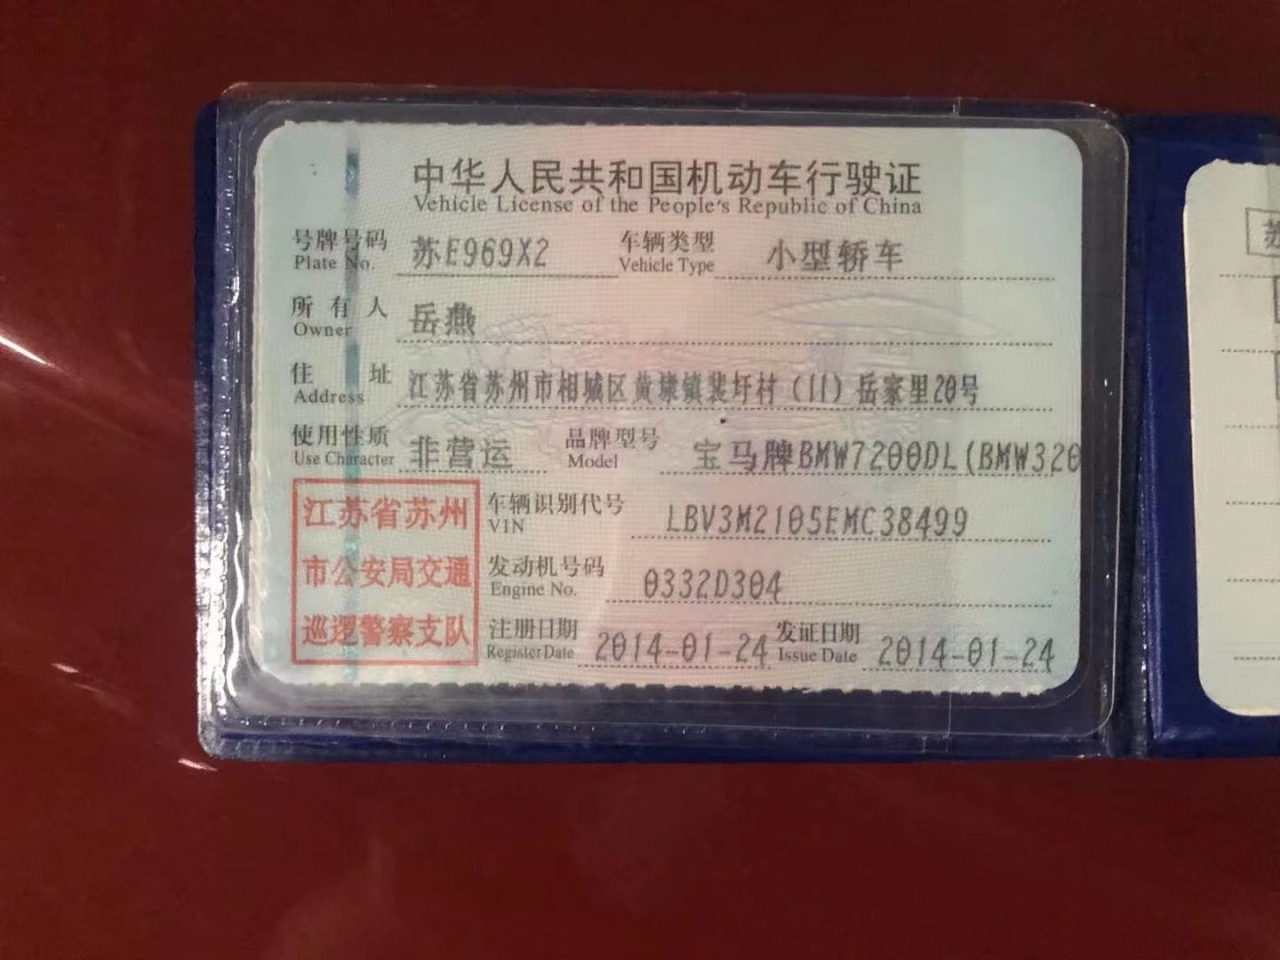 中华人民共和国机动车行驶证
Vehicle License of the People's Republic of China
号牌号码 苏E969X2 车辆类型 小型轿车
Plate No. Vehicle Type
所有人 岳燕
Owner
住址 江苏省苏州市相城区黄埭镇裴圩村（11）岳家里20号
Address
使用性质 非营运 品牌型号 宝马牌BMW7200DL(BMW320
Use Character Model
江苏省苏州
市公安局交通
巡逻警察支队
车辆识别代号 LBV3M2105EMC38499
VIN
发动机号码 0332D304
Engine No.
注册日期 2014-01-24 发证日期 2014-01-24
Register Date Issue Date
苏